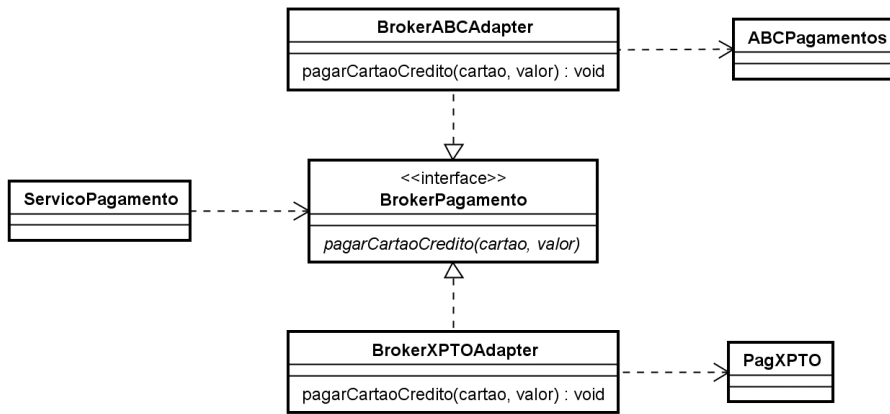 BrokerABCAdapter
pagarCartaoCredito(cartao, valor) : void
ABCPagamentos
ServicoPagamento
<<interface>>
BrokerPagamento
pagarCartaoCredito(cartao, valor)
BrokerXPTOAdapter
pagarCartaoCredito(cartao, valor) : void
PagXPTO